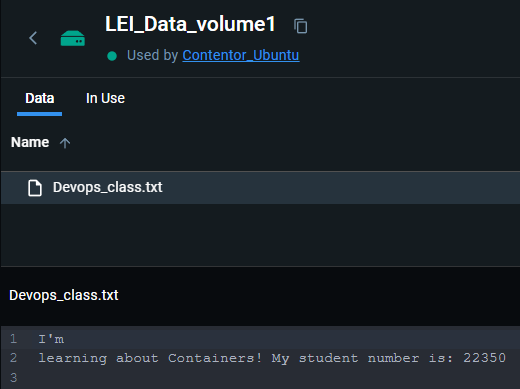 LEI_Data_volume1
Used by Contentor_Ubuntu
Data In Use
Name
Devops_class.txt
Devops_class.txt
1 I'm
2 learning about Containers! My student number is: 22350
3